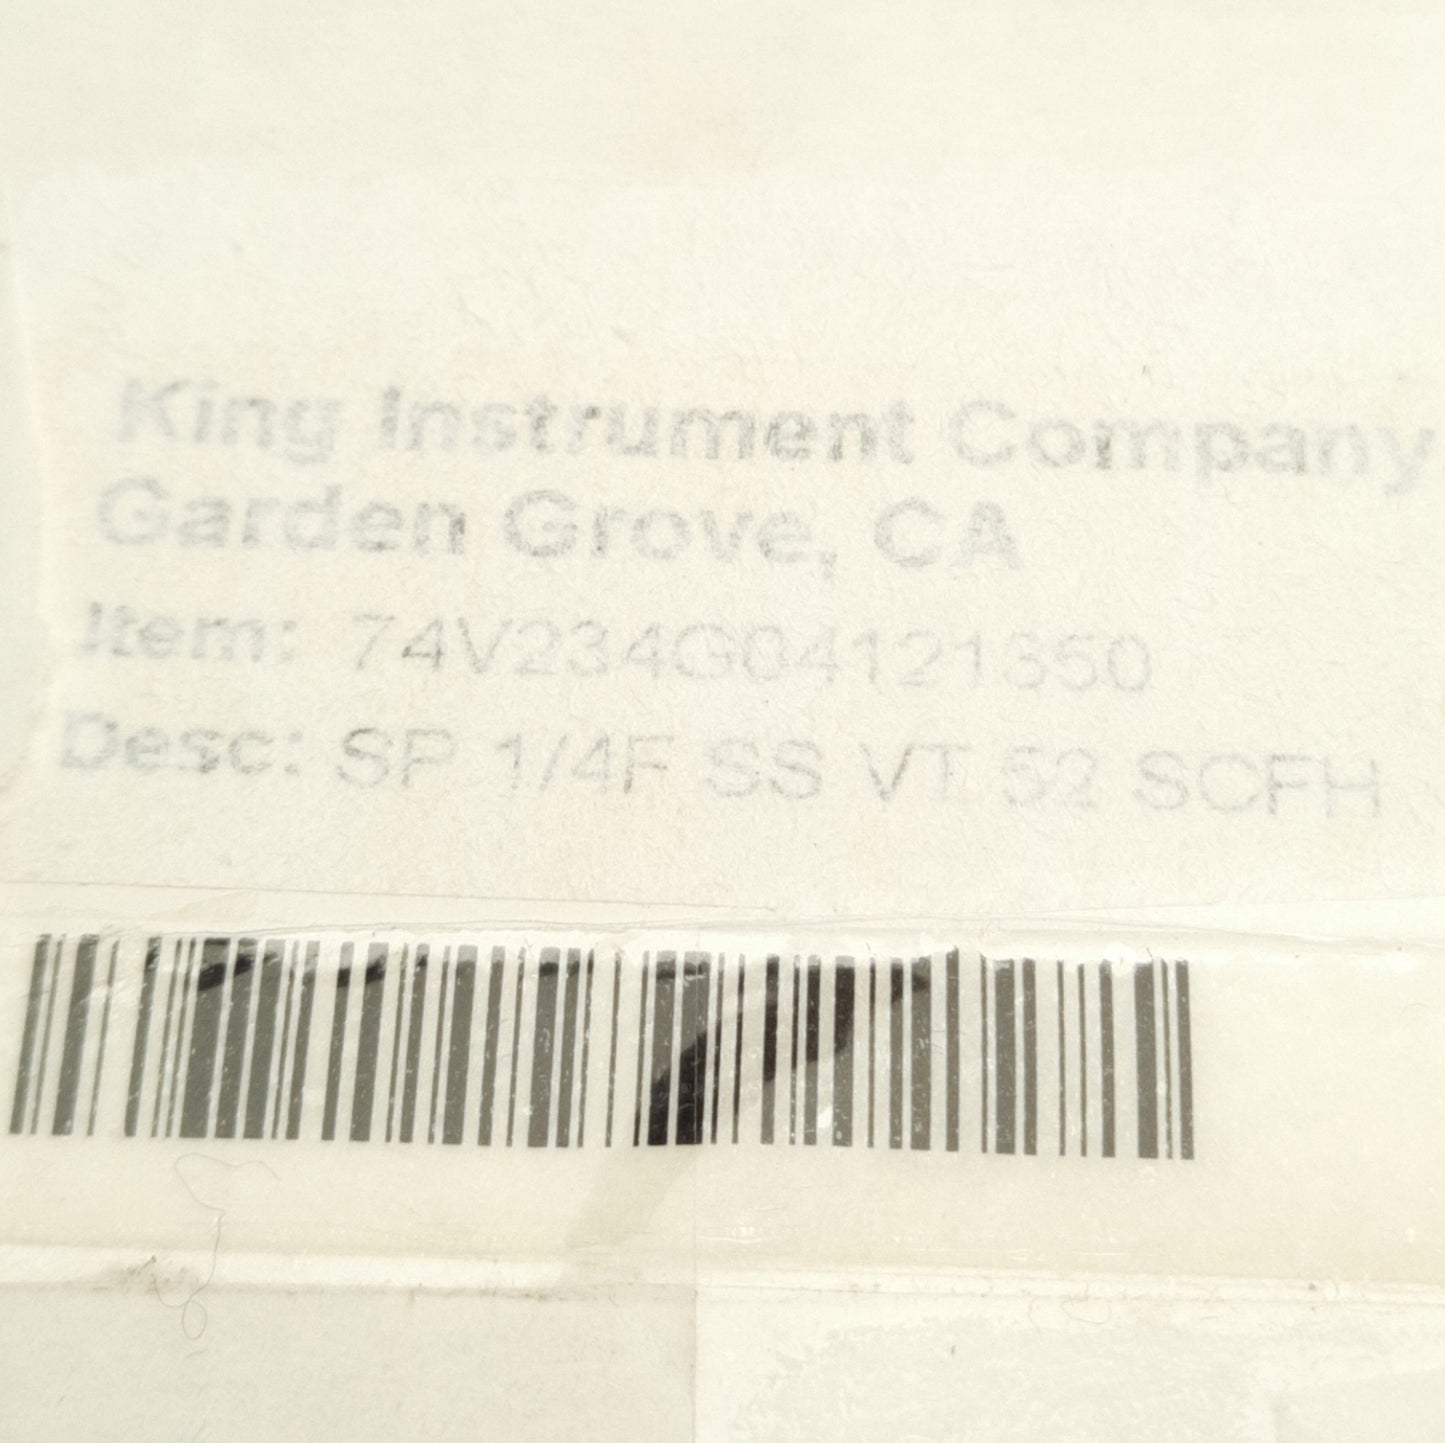 King Instrument Company
Garden Grove, CA
Item: 74V234G04121350
Desc: SP 1/4F SS VT 52 SCFH